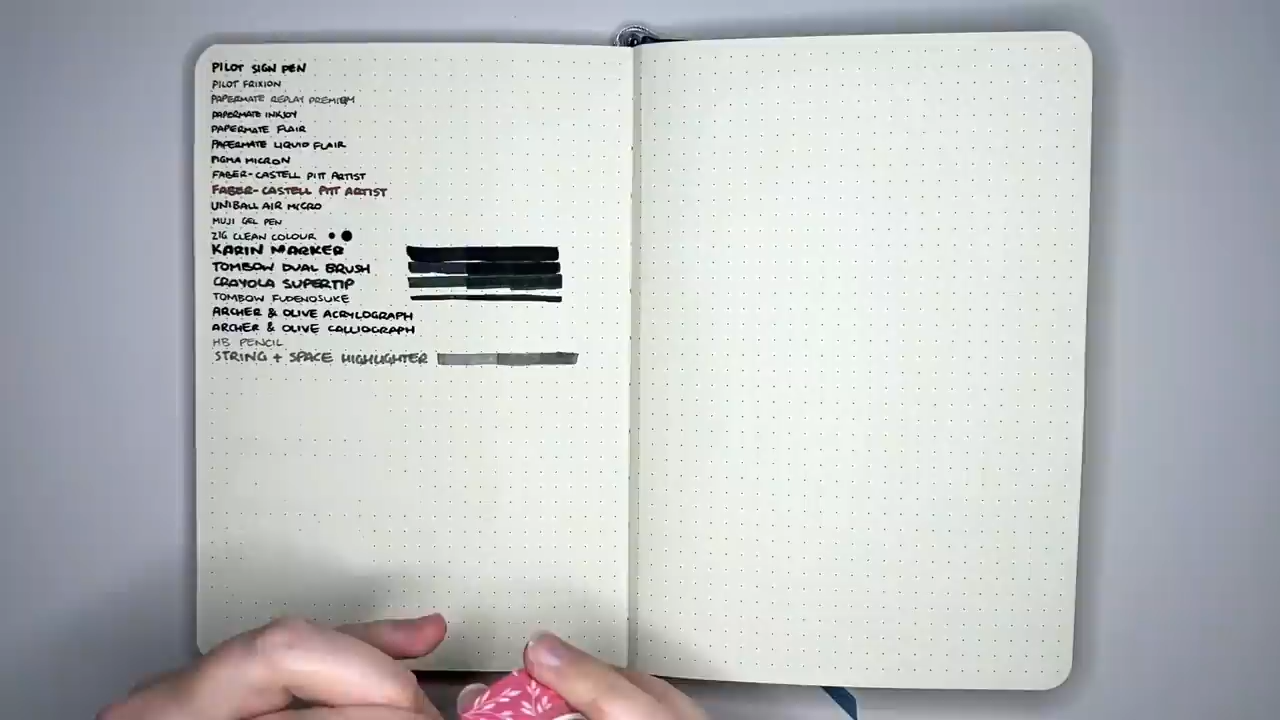 PILOT SIGN PEN
PILOT FRIXION
PAPERMATE REPLAY PREMIUM
PAPERMATE INKJOY
PAPERMATE FLAIR
PAPERMATE LIQUID FLAIR
PIGMA MICRON
FABER-CASTELL PITT ARTIST
FABER-CASTELL PITT ARTIST
UNIBALL AIR MICRO
MUJI GEL PEN
ZIG CLEAN COLOUR
KARIN MARKER
TOMBOW DUAL BRUSH
CRAYOLA SUPERTIP
TOMBOW FUDENOSUKE
ARCHER & OLIVE ACRYLOGRAPH
ARCHER & OLIVE CALLIOGRAPH
HB PENCIL
STRING + SPACE HIGHLIGHTER